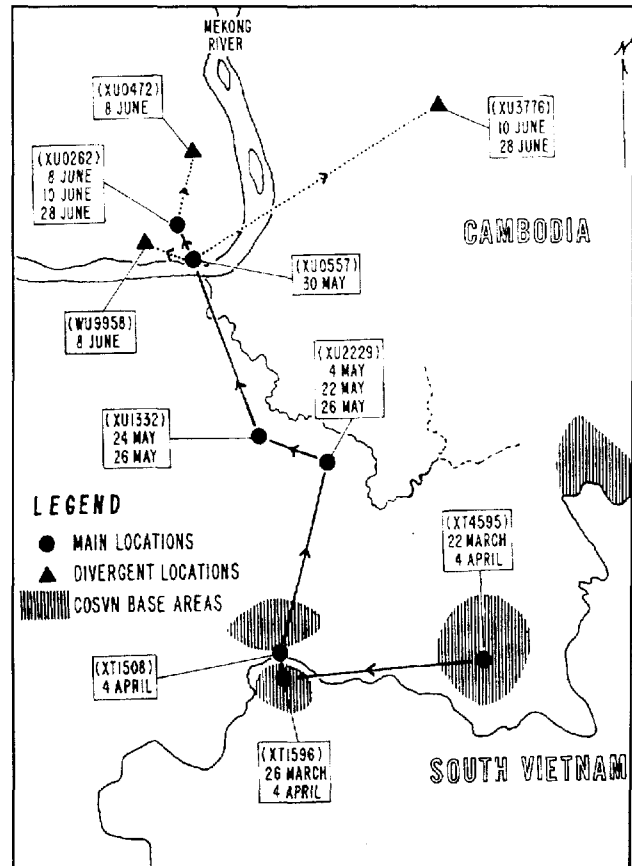 MEKONG
RIVER
(XU0472)
8 JUNE
(XU3776)
10 JUNE
28 JUNE
(XU0262)
8 JUNE
10 JUNE
28 JUNE
CAMBODIA
(XU0557)
30 MAY
(WU9958)
8 JUNE
(XU2229)
4 MAY
22 MAY
26 MAY
(XU1332)
24 MAY
26 MAY
LEGEND
MAIN LOCATIONS
DIVERGENT LOCATIONS
COSVN BASE AREAS
(XT4595)
22 MARCH
4 APRIL
(XT1508)
4 APRIL
(XT1596)
26 MARCH
4 APRIL
SOUTH VIETNAM
N